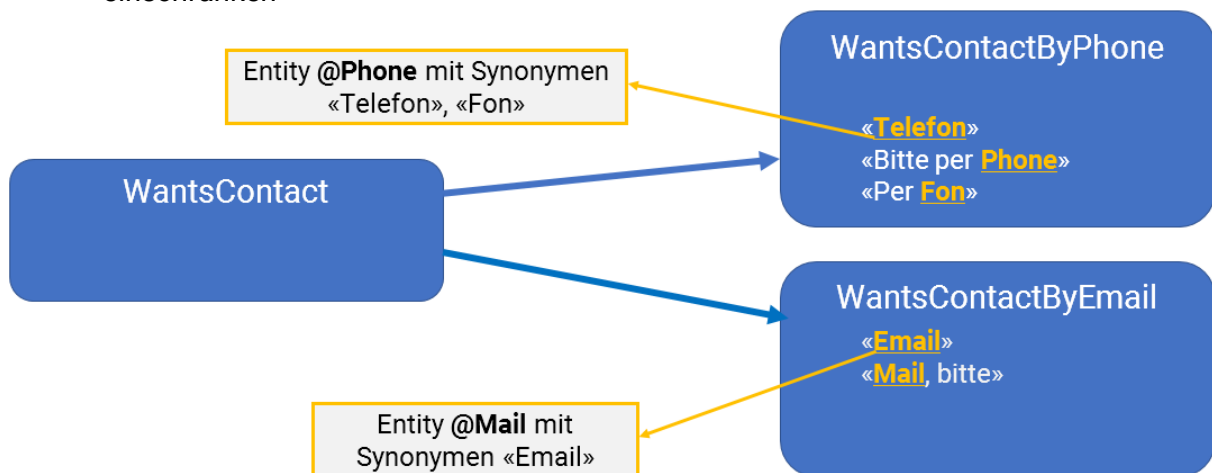 einschränken
Entity @Phone mit Synonymen
«Telefon», «Fon»
WantsContact
WantsContactByPhone
«Telefon»
«Bitte per Phone»
«Per Fon»
WantsContactByEmail
«Email»
«Mail, bitte»
Entity @Mail mit
Synonymen «Email»